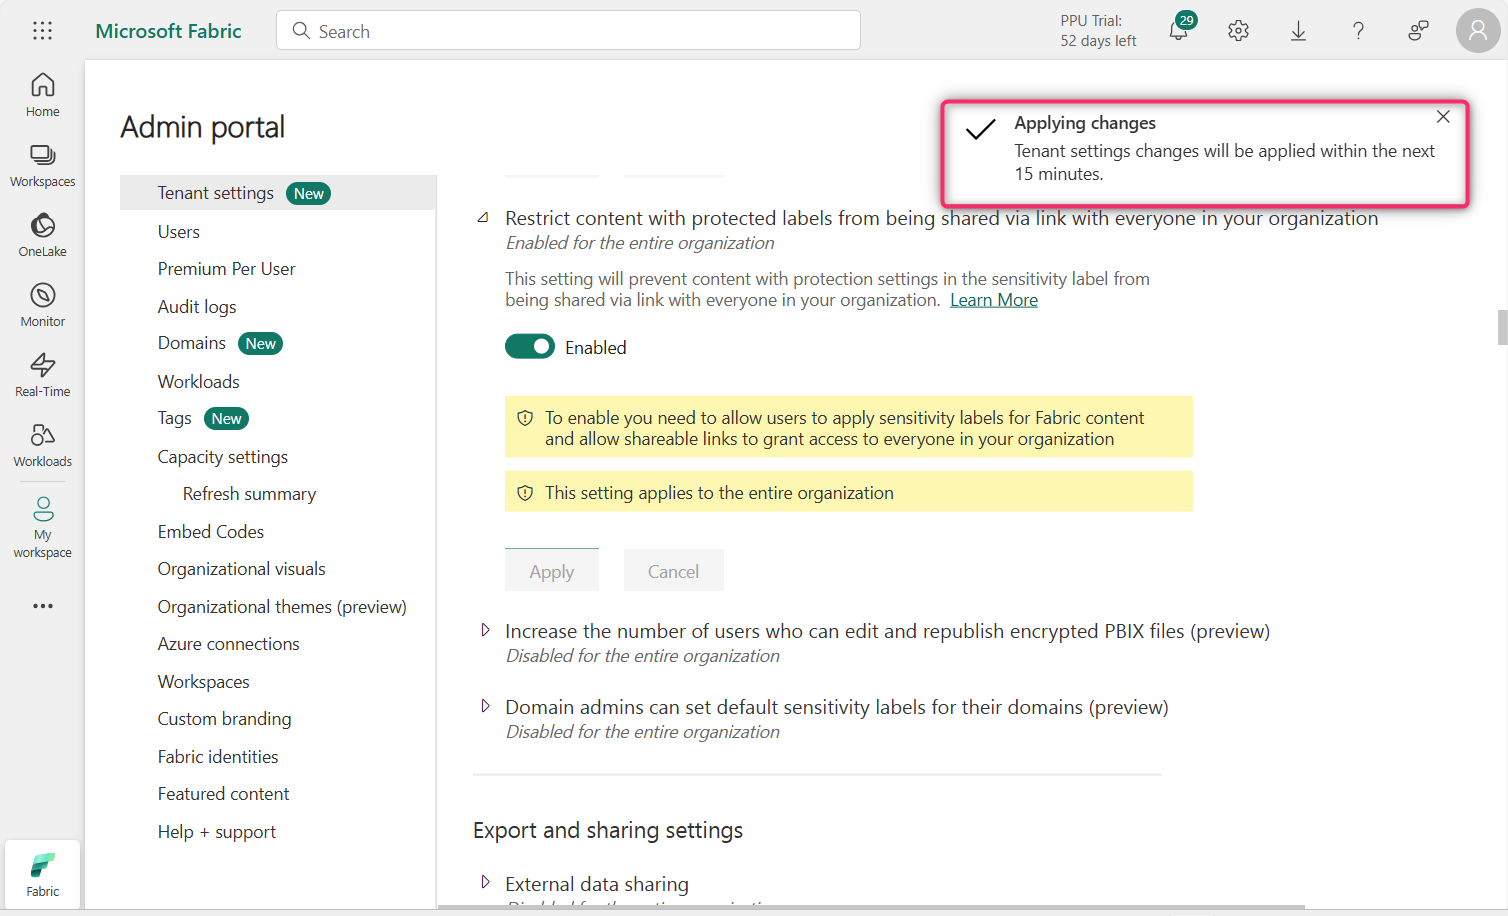 Microsoft Fabric
Search
PPU Trial:
52 days left
29
Home
Workspaces
OneLake
Monitor
Real-Time
Workloads
My
workspace
Fabric
Admin portal
Tenant settings New
Users
Premium Per User
Audit logs
Domains New
Workloads
Tags New
Capacity settings
Refresh summary
Embed Codes
Organizational visuals
Organizational themes (preview)
Azure connections
Workspaces
Custom branding
Fabric identities
Featured content
Help + support
Applying changes
Tenant settings changes will be applied within the next
15 minutes.
Restrict content with protected labels from being shared via link with everyone in your organization
Enabled for the entire organization
This setting will prevent content with protection settings in the sensitivity label from
being shared via link with everyone in your organization. Learn More
Enabled
To enable you need to allow users to apply sensitivity labels for Fabric content
and allow shareable links to grant access to everyone in your organization
This setting applies to the entire organization
Apply Cancel
Increase the number of users who can edit and republish encrypted PBIX files (preview)
Disabled for the entire organization
Domain admins can set default sensitivity labels for their domains (preview)
Disabled for the entire organization
Export and sharing settings
External data sharing